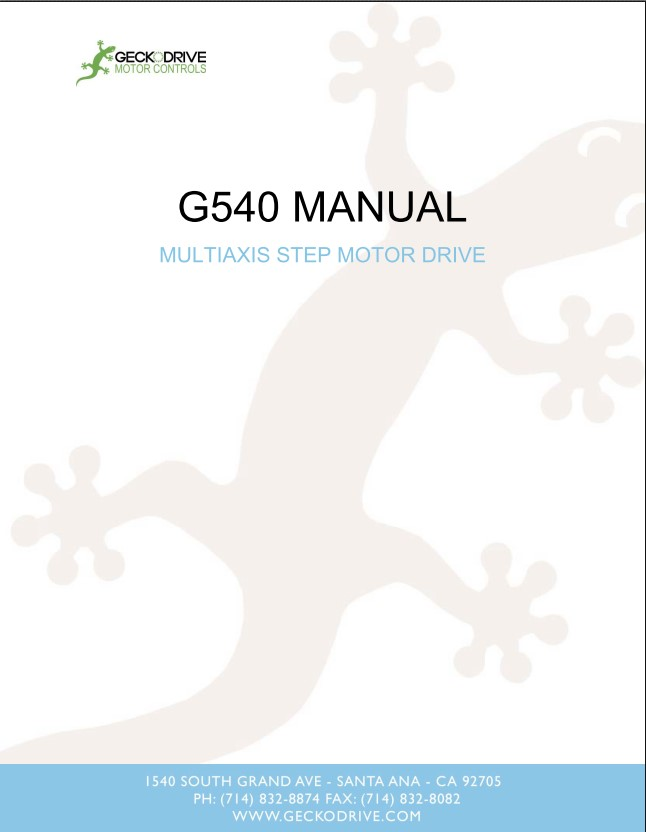 GECKODRIVE
MOTOR CONTROLS
G540 MANUAL
MULTIAXIS STEP MOTOR DRIVE
1540 SOUTH GRAND AVE - SANTA ANA - CA 92705
PH: (714) 832-8874 FAX: (714) 832-8082
WWW.GECKODRIVE.COM